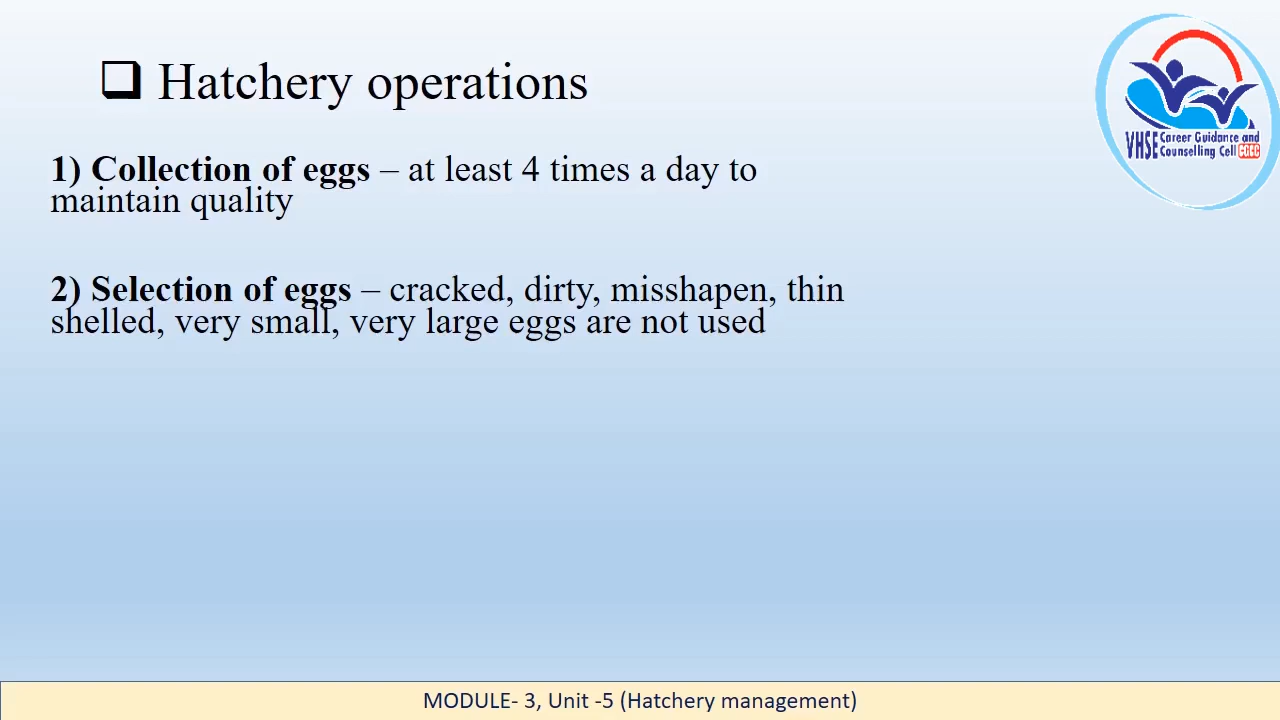 Hatchery operations
1) Collection of eggs – at least 4 times a day to
maintain quality
2) Selection of eggs – cracked, dirty, misshapen, thin
shelled, very small, very large eggs are not used
VHSE Career Guidance and
Counselling Cell CGCC
MODULE- 3, Unit -5 (Hatchery management)